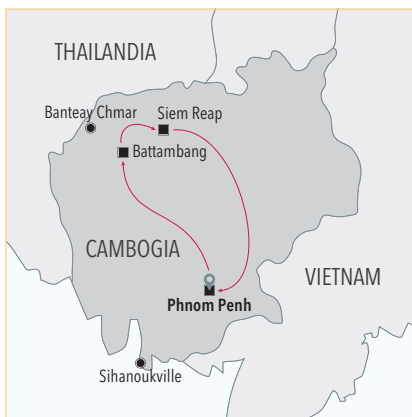 THAILANDIA
Banteay Chmar
Siem Reap
Battambang
CAMBOGIA
VIETNAM
Phnom Penh
Sihanoukville